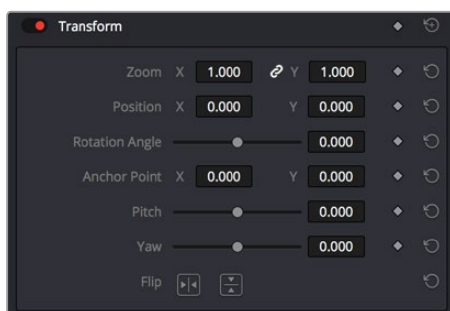 Transform
Zoom X 1.000 Y 1.000
Position X 0.000 Y 0.000
Rotation Angle 0.000
Anchor Point X 0.000 Y 0.000
Pitch 0.000
Yaw 0.000
Flip